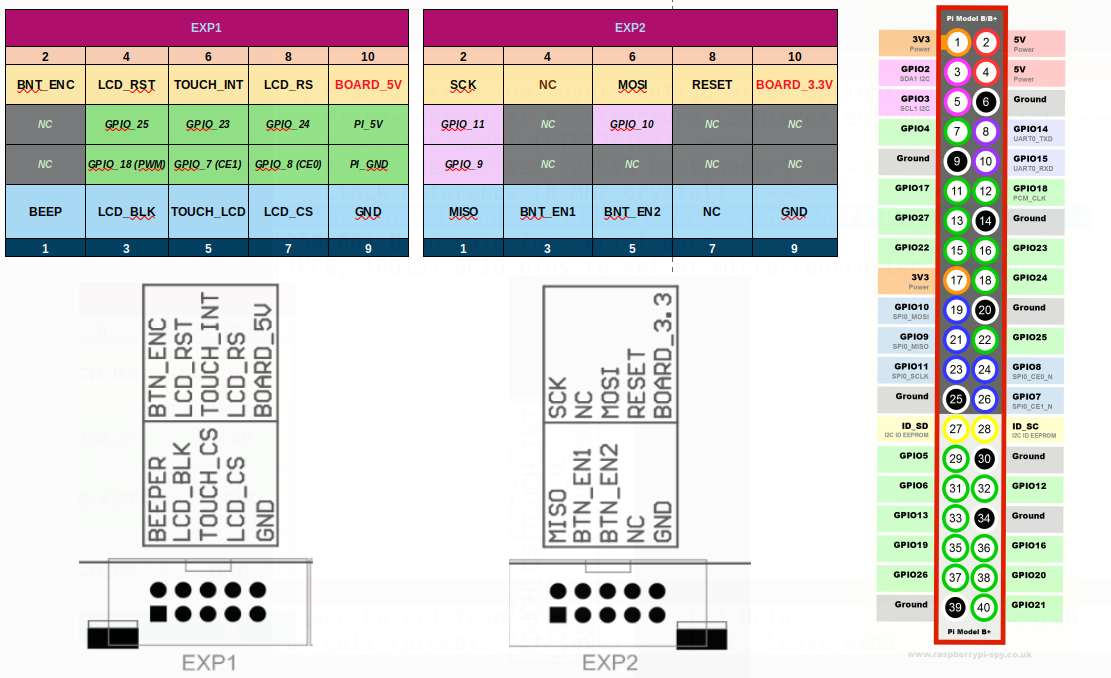 EXP1
2 4 6 8 10
BNT_ENC LCD_RST TOUCH_INT LCD_RS BOARD_5V
NC GPIO_25 GPIO_23 GPIO_24 PI_5V
NC GPIO_18 (PWM) GPIO_7 (CE1) GPIO_8 (CE0) PI_GND
BEEP LCD_BLK TOUCH_LCD LCD_CS GND
1 3 5 7 9
EXP2
2 4 6 8 10
SCK NC MOSI RESET BOARD_3.3V
GPIO_11 NC GPIO_10 NC NC
GPIO_9 NC NC NC NC
MISO BNT_EN1 BNT_EN2 NC GND
1 3 5 7 9
BTN_ENC
LCD_RST
TOUCH_INT
LCD_RS
BOARD_5V
BEEPER
LCD_BLK
TOUCH_CS
LCD_CS
GND
EXP1
SCK
NC
MOSI
RESET
BOARD_3.3
MISO
BTN_EN1
BTN_EN2
NC
GND
EXP2
Pi Model B/B+
3V3 1 2 5V
Power Power
GPIO2 3 4 5V
SDA1 I2C Power
GPIO3 5 6 Ground
SCL1 I2C
GPIO4 7 8 GPIO14
UART0_TXD
Ground 9 10 GPIO15
UART0_RXD
GPIO17 11 12 GPIO18
PCM_CLK
GPIO27 13 14 Ground
GPIO22 15 16 GPIO23
3V3 17 18 GPIO24
Power
GPIO10 19 20 Ground
SPI0_MOSI
GPIO9 21 22 GPIO25
SPI0_MISO
GPIO11 23 24 GPIO8
SPI0_SCLK SPI0_CE0_N
Ground 25 26 GPIO7
SPI0_CE1_N
ID_SD 27 28 ID_SC
I2C ID EEPROM I2C ID EEPROM
GPIO5 29 30 Ground
GPIO6 31 32 GPIO12
GPIO13 33 34 Ground
GPIO19 35 36 GPIO16
GPIO26 37 38 GPIO20
Ground 39 40 GPIO21
Pi Model B+
www.raspberrypi-spy.co.uk